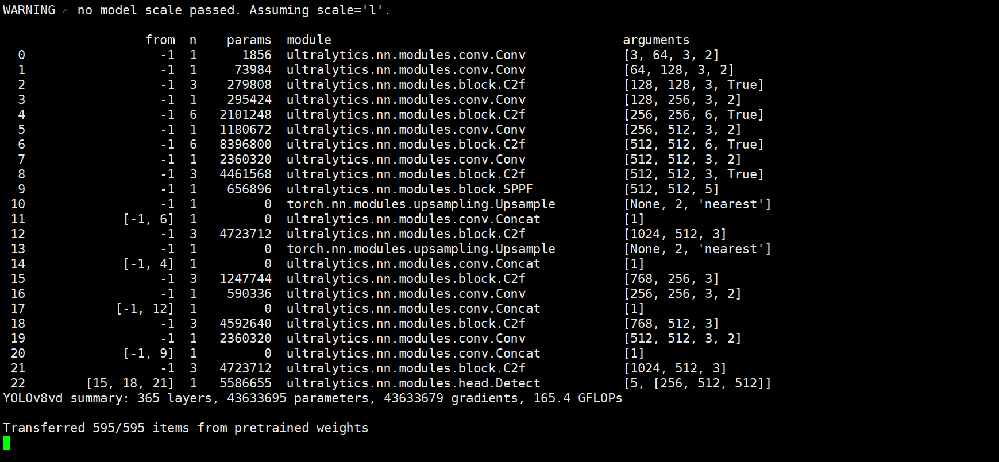 WARNING ⚠ no model scale passed. Assuming scale='l'.
from n params module arguments
0 -1 1 1856 ultralytics.nn.modules.conv.Conv [3, 64, 3, 2]
1 -1 1 73984 ultralytics.nn.modules.conv.Conv [64, 128, 3, 2]
2 -1 3 279808 ultralytics.nn.modules.block.C2f [128, 128, 3, True]
3 -1 1 295424 ultralytics.nn.modules.conv.Conv [128, 256, 3, 2]
4 -1 6 2101248 ultralytics.nn.modules.block.C2f [256, 256, 6, True]
5 -1 1 1180672 ultralytics.nn.modules.conv.Conv [256, 512, 3, 2]
6 -1 6 8396800 ultralytics.nn.modules.block.C2f [512, 512, 6, True]
7 -1 1 2360320 ultralytics.nn.modules.conv.Conv [512, 512, 3, 2]
8 -1 3 4461568 ultralytics.nn.modules.block.C2f [512, 512, 3, True]
9 -1 1 656896 ultralytics.nn.modules.block.SPPF [512, 512, 5]
10 -1 1 0 torch.nn.modules.upsampling.Upsample [None, 2, 'nearest']
11 [-1, 6] 1 0 ultralytics.nn.modules.conv.Concat [1]
12 -1 3 4723712 ultralytics.nn.modules.block.C2f [1024, 512, 3]
13 -1 1 0 torch.nn.modules.upsampling.Upsample [None, 2, 'nearest']
14 [-1, 4] 1 0 ultralytics.nn.modules.conv.Concat [1]
15 -1 3 1247744 ultralytics.nn.modules.block.C2f [768, 256, 3]
16 -1 1 590336 ultralytics.nn.modules.conv.Conv [256, 256, 3, 2]
17 [-1, 12] 1 0 ultralytics.nn.modules.conv.Concat [1]
18 -1 3 4592640 ultralytics.nn.modules.block.C2f [768, 512, 3]
19 -1 1 2360320 ultralytics.nn.modules.conv.Conv [512, 512, 3, 2]
20 [-1, 9] 1 0 ultralytics.nn.modules.conv.Concat [1]
21 -1 3 4723712 ultralytics.nn.modules.block.C2f [1024, 512, 3]
22 [15, 18, 21] 1 5586655 ultralytics.nn.modules.head.Detect [5, [256, 512, 512]]
YOLOv8vd summary: 365 layers, 43633695 parameters, 43633679 gradients, 165.4 GFLOPs
Transferred 595/595 items from pretrained weights